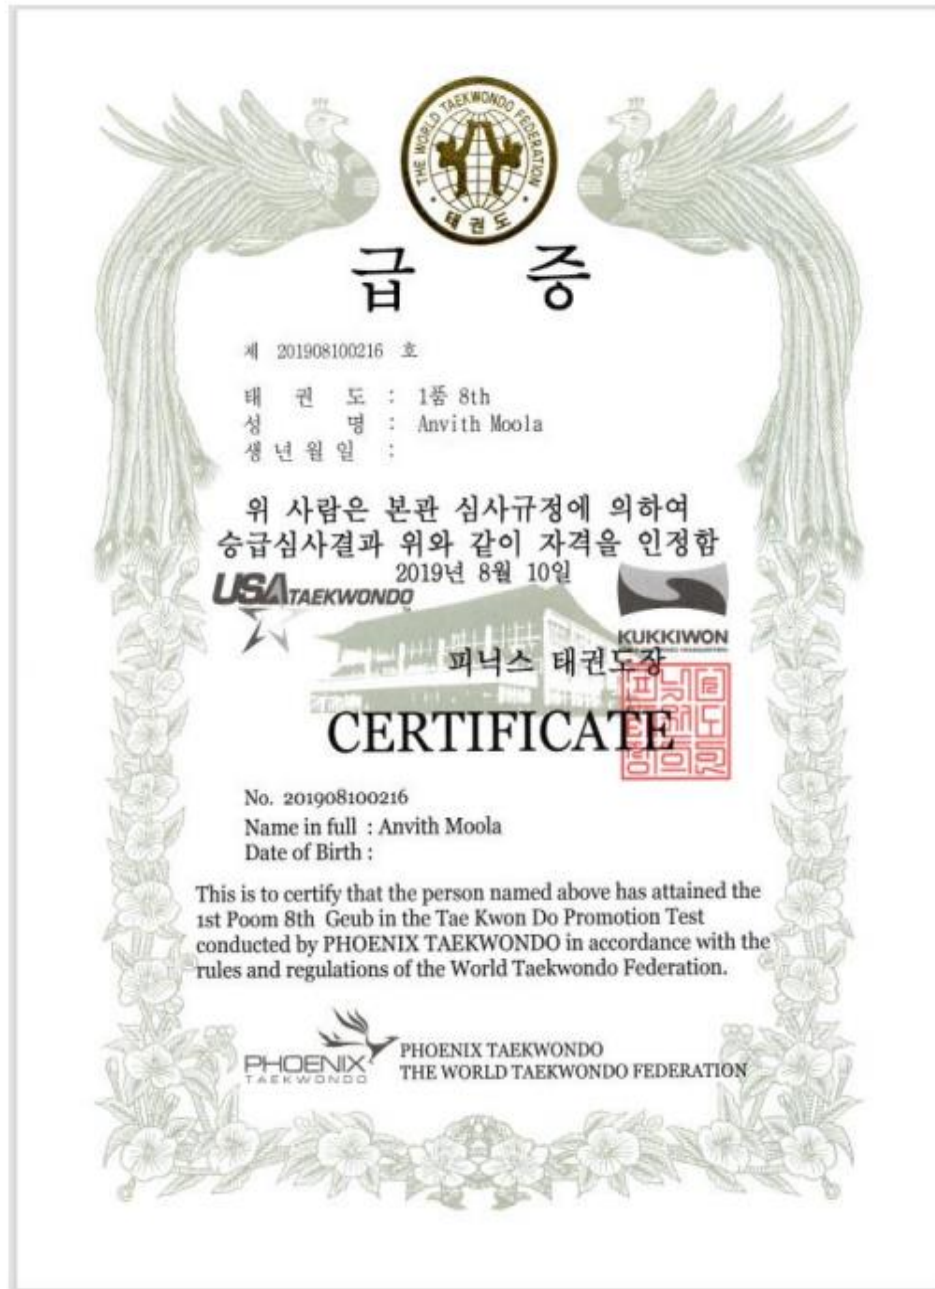 THE WORLD TAEKWONDO FEDERATION
태권도
급 증
제 201908100216 호
태 권 도 : 1품 8th
성 명 : Anvith Moola
생년월일 :
위 사람은 본관 심사규정에 의하여
승급심사결과 위와 같이 자격을 인정함
2019년 8월 10일
USA TAEKWONDO
KUKKIWON
피닉스 태권도장
CERTIFICATE
No. 201908100216
Name in full : Anvith Moola
Date of Birth :
This is to certify that the person named above has attained the
1st Poom 8th Geub in the Tae Kwon Do Promotion Test
conducted by PHOENIX TAEKWONDO in accordance with the
rules and regulations of the World Taekwondo Federation.
PHOENIX
TAEKWONDO
PHOENIX TAEKWONDO
THE WORLD TAEKWONDO FEDERATION